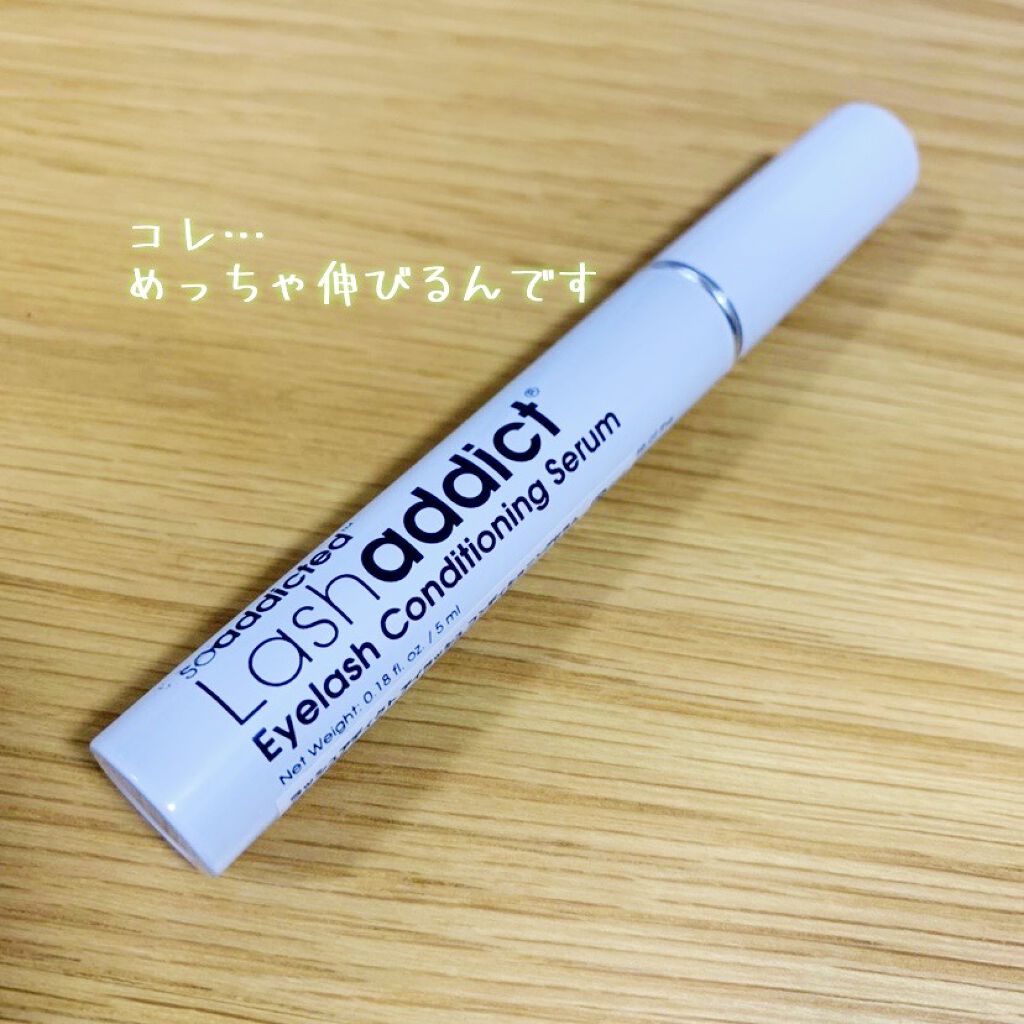 コレ…
めっちゃ伸びるんです
SOaddicted™
Lashaddict®
Eyelash Conditioning Serum
Net Weight: 0.18 fl. oz. / 5 ml